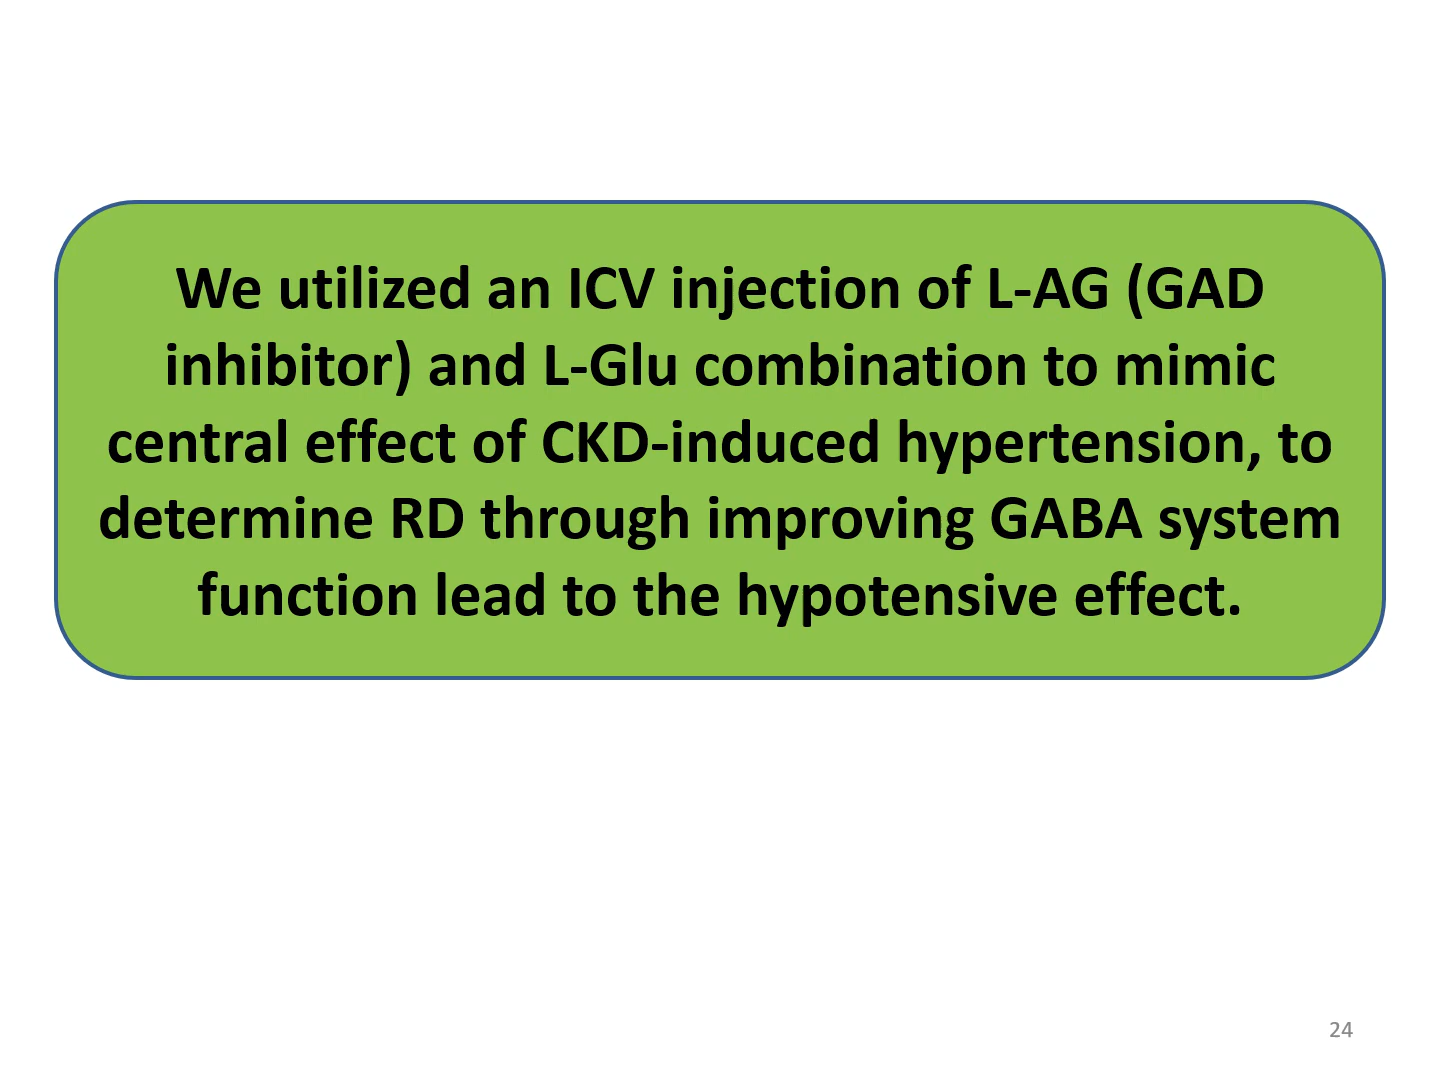 We utilized an ICV injection of L-AG (GAD
inhibitor) and L-Glu combination to mimic
central effect of CKD-induced hypertension, to
determine RD through improving GABA system
function lead to the hypotensive effect.
24